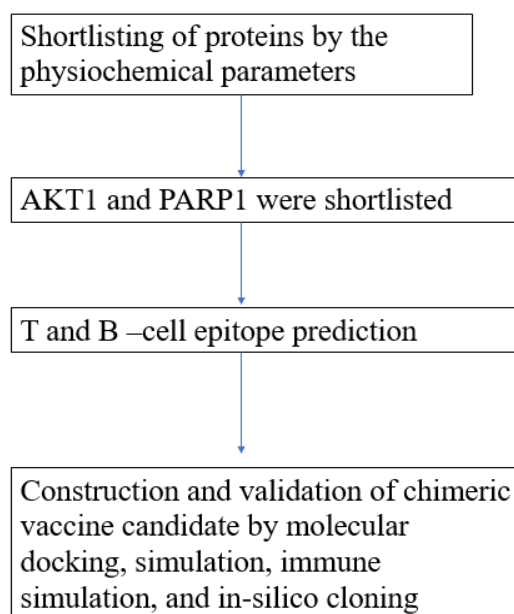 Shortlisting of proteins by the
physiochemical parameters
AKT1 and PARP1 were shortlisted
T and B –cell epitope prediction
Construction and validation of chimeric
vaccine candidate by molecular
docking, simulation, immune
simulation, and in-silico cloning